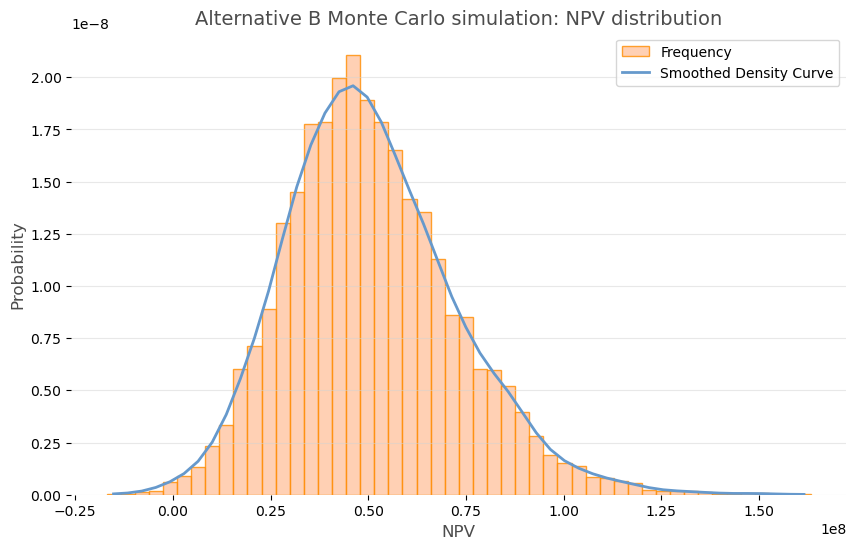 Alternative B Monte Carlo simulation: NPV distribution
1e−8
Frequency
Smoothed Density Curve
2.00
1.75
1.50
1.25
1.00
0.75
0.50
0.25
0.00
Probability
−0.25 0.00 0.25 0.50 0.75 1.00 1.25 1.50
1e8
NPV